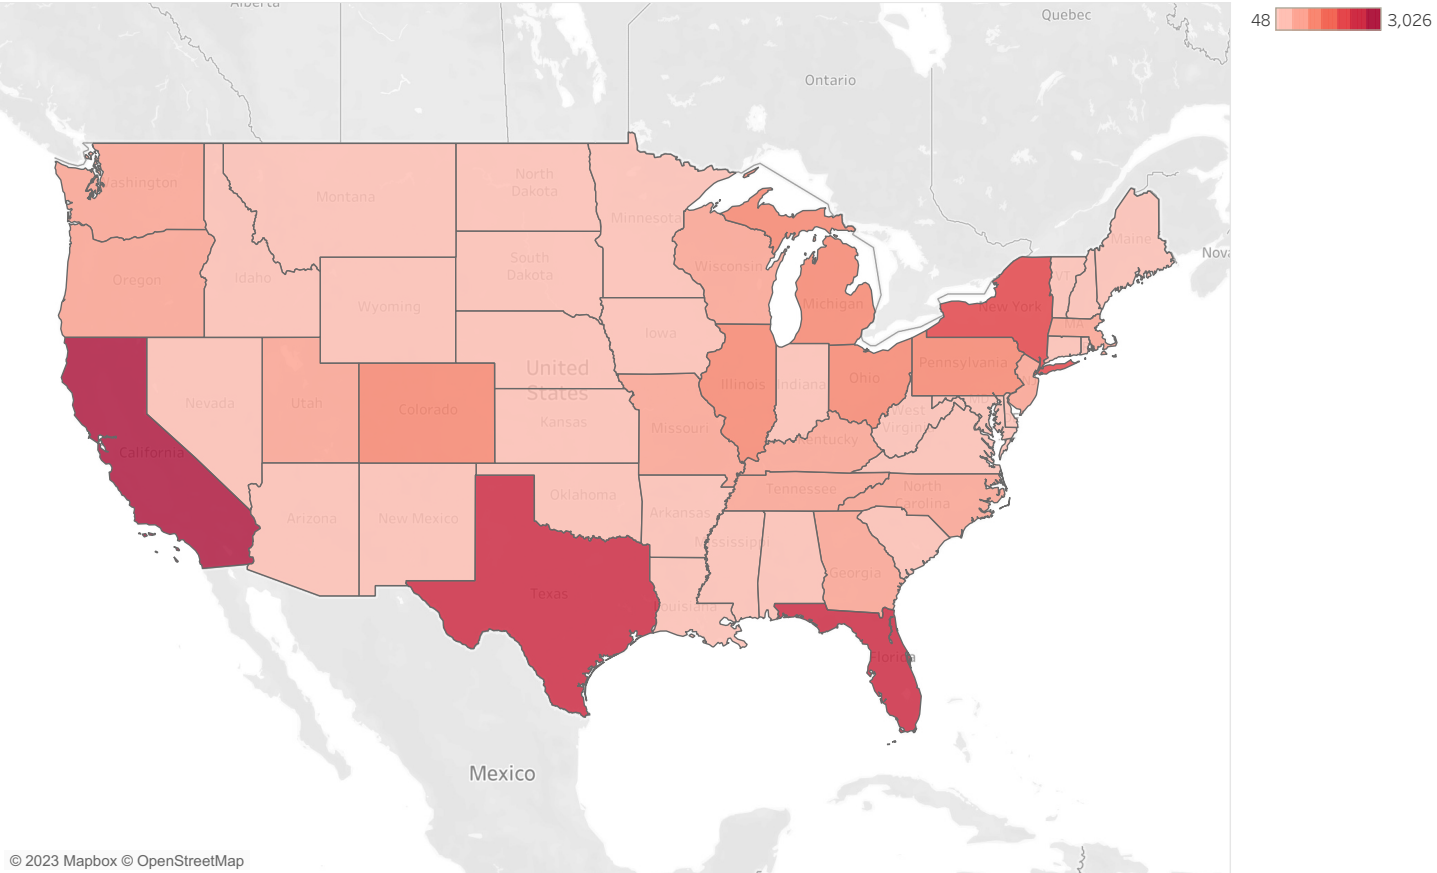 Alberta
Quebec
48
3,026
Ontario
Washington
North
Dakota
Montana
Minnesota
Maine
Nova
South
Dakota
Wisconsin
VT
Oregon
Idaho
Wyoming
Michigan
New York
MA
Iowa
United
States
Pennsylvania
Illinois
Indiana
Ohio
Nevada
Utah
Colorado
Kansas
Missouri
West
Virginia
Kentucky
California
Tennessee
North
Carolina
Oklahoma
Arkansas
Arizona
New Mexico
Mississippi
Georgia
Texas
Louisiana
Florida
Mexico
© 2023 Mapbox © OpenStreetMap